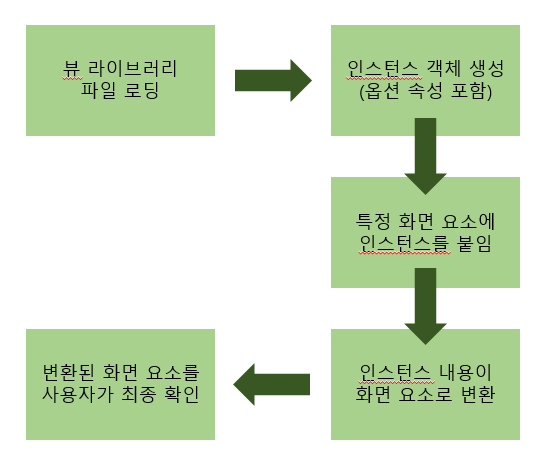 뷰 라이브러리
파일 로딩
인스턴스 객체 생성
(옵션 속성 포함)
특정 화면 요소에
인스턴스를 붙임
인스턴스 내용이
화면 요소로 변환
변환된 화면 요소를
사용자가 최종 확인